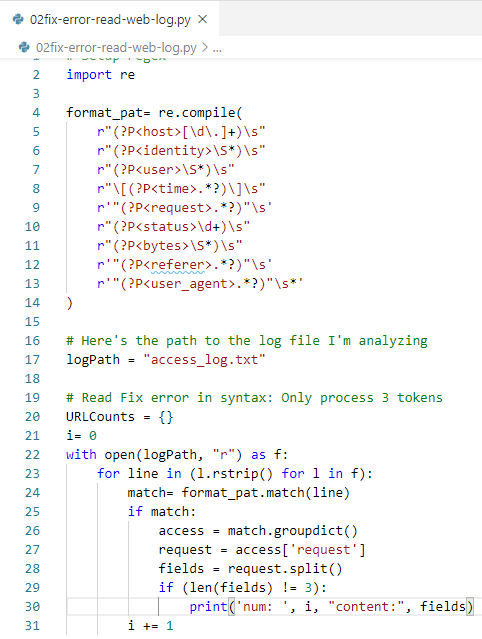 02fix-error-read-web-log.py ×
02fix-error-read-web-log.py > ...
2 import re
3
4 format_pat= re.compile(
5     r"(?P<host>[\d\.]+)\s"
6     r"(?P<identity>\S*)\s"
7     r"(?P<user>\S*)\s"
8     r"\[(?P<time>.*?)\]\s"
9     r'"(?P<request>.*?)"\s'
10     r"(?P<status>\d+)\s"
11     r"(?P<bytes>\S*)\s"
12     r'"(?P<referer>.*?)"\s'
13     r'"(?P<user_agent>.*?)"\s*'
14 )
15
16 # Here's the path to the log file I'm analyzing
17 logPath = "access_log.txt"
18
19 # Read Fix error in syntax: Only process 3 tokens
20 URLCounts = {}
21 i= 0
22 with open(logPath, "r") as f:
23     for line in (l.rstrip() for l in f):
24         match= format_pat.match(line)
25         if match:
26             access = match.groupdict()
27             request = access['request']
28             fields = request.split()
29             if (len(fields) != 3):
30                 print('num: ', i, "content:", fields)
31         i += 1